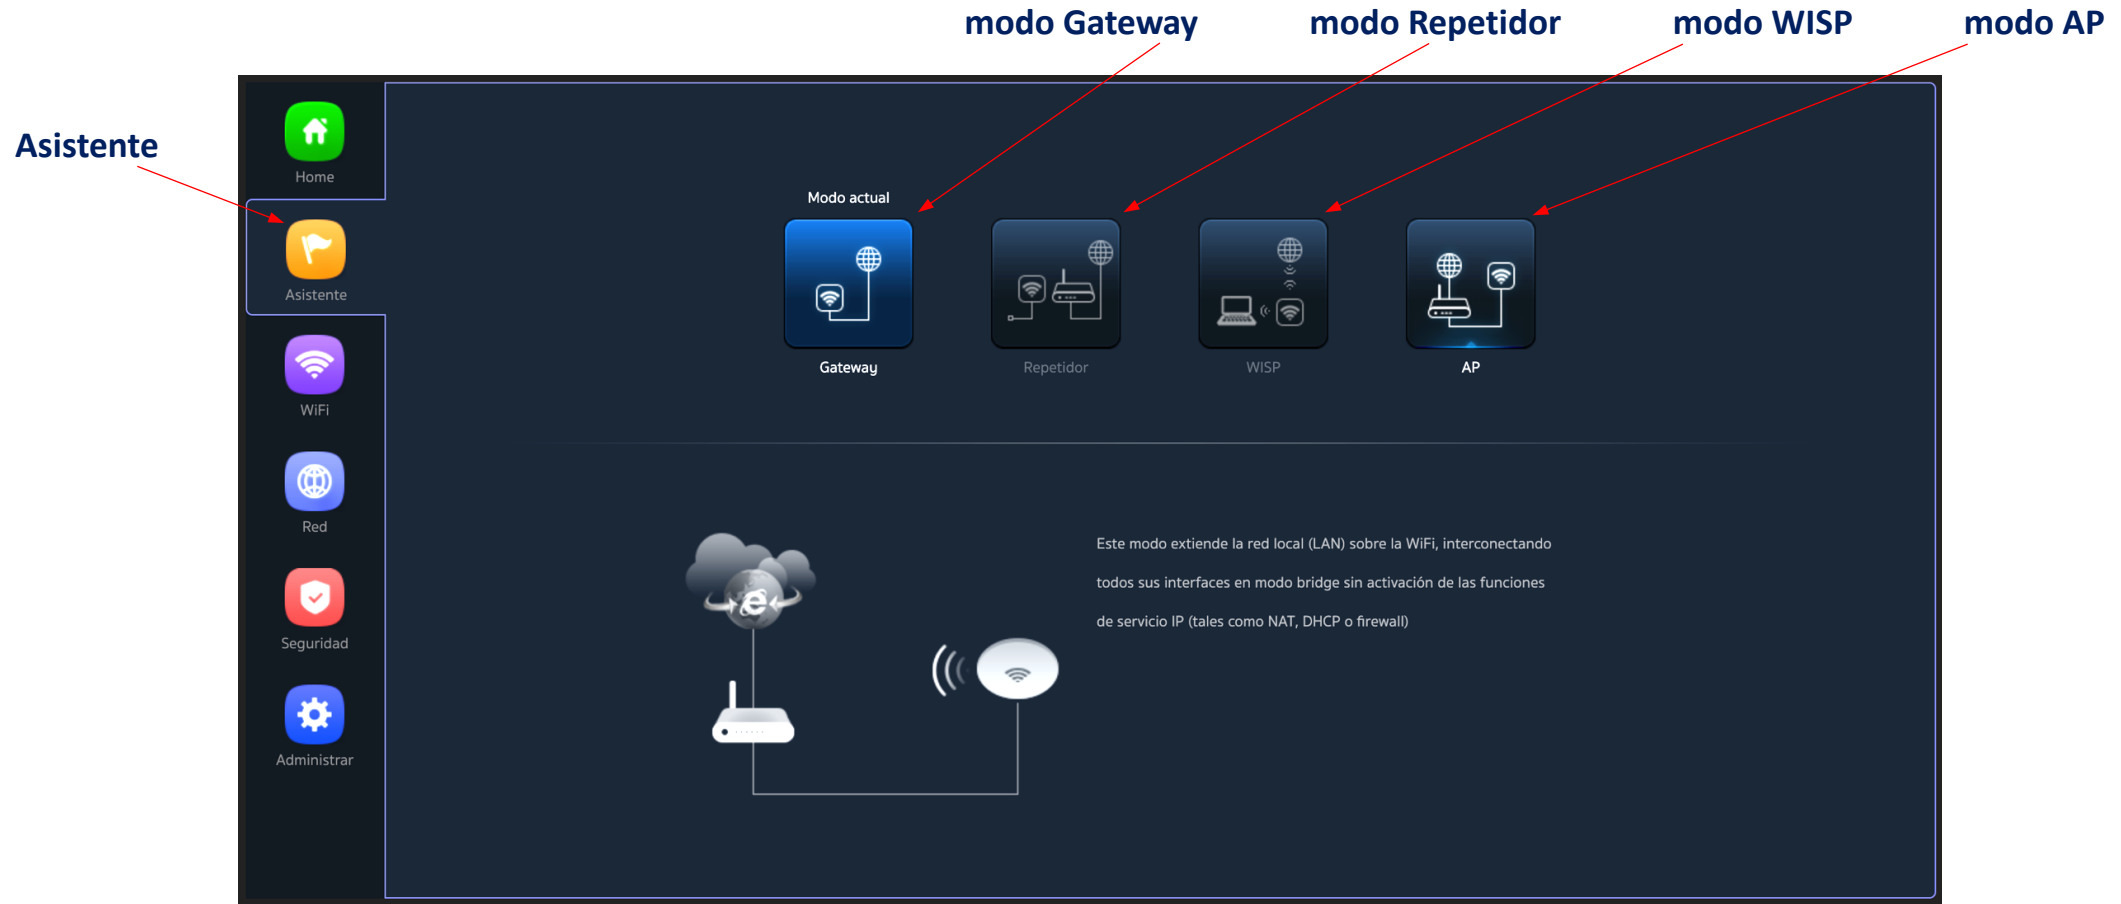 modo Gateway modo Repetidor modo WISP modo AP
Asistente
Home
Asistente
WiFi
Red
Seguridad
Administrar
Modo actual
Gateway Repetidor WISP AP
Este modo extiende la red local (LAN) sobre la WiFi, interconectando
todos sus interfaces en modo bridge sin activación de las funciones
de servicio IP (tales como NAT, DHCP o firewall)